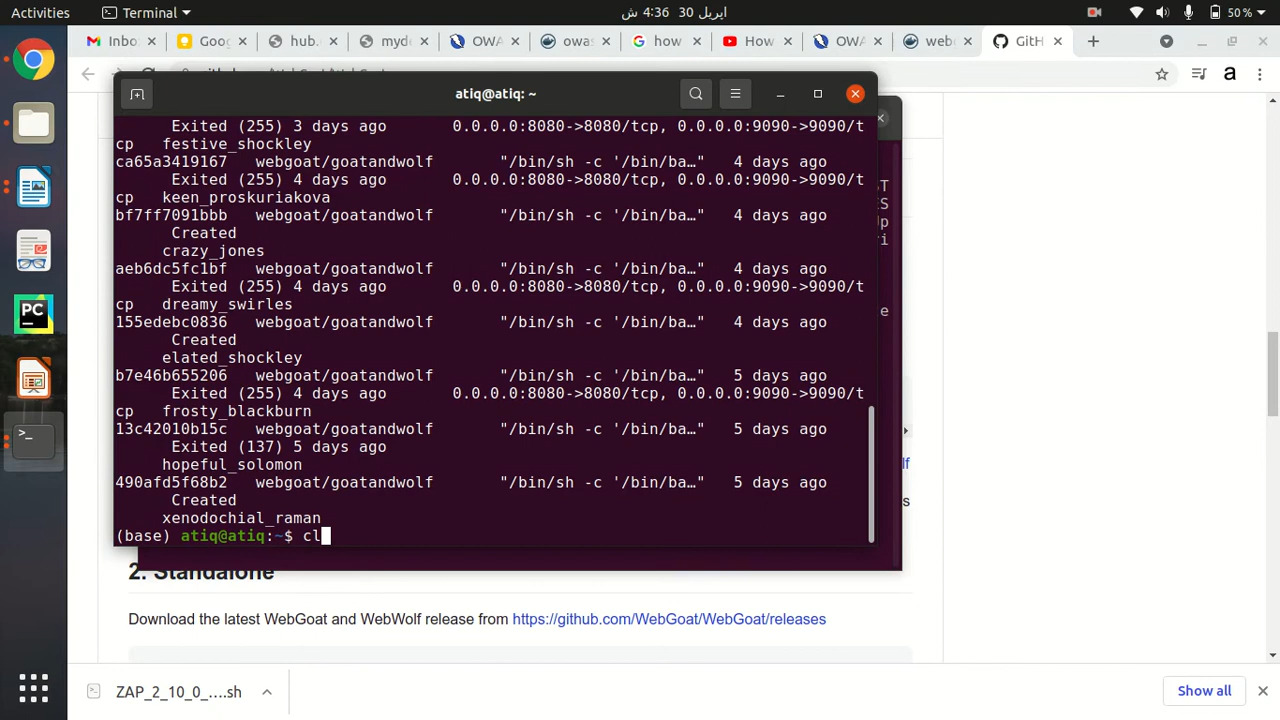 Activities
Terminal
اپریل 30 4:36 ش
50 %
Inbo
Goog
hub.
myde
OWA
owas
how
How
OWA
web
GitH
a
atiq@atiq: ~
Exited (255) 3 days ago 0.0.0.0:8080->8080/tcp, 0.0.0.0:9090->9090/t
cp festive_shockley
ca65a3419167 webgoat/goatandwolf "/bin/sh -c '/bin/ba…" 4 days ago
Exited (255) 4 days ago 0.0.0.0:8080->8080/tcp, 0.0.0.0:9090->9090/t
cp keen_proskuriakova
bf7ff7091bbb webgoat/goatandwolf "/bin/sh -c '/bin/ba…" 4 days ago
Created
crazy_jones
aeb6dc5fc1bf webgoat/goatandwolf "/bin/sh -c '/bin/ba…" 4 days ago
Exited (255) 4 days ago 0.0.0.0:8080->8080/tcp, 0.0.0.0:9090->9090/t
cp dreamy_swirles
155edebc0836 webgoat/goatandwolf "/bin/sh -c '/bin/ba…" 4 days ago
Created
elated_shockley
b7e46b655206 webgoat/goatandwolf "/bin/sh -c '/bin/ba…" 5 days ago
Exited (255) 4 days ago 0.0.0.0:8080->8080/tcp, 0.0.0.0:9090->9090/t
cp frosty_blackburn
13c42010b15c webgoat/goatandwolf "/bin/sh -c '/bin/ba…" 5 days ago
Exited (137) 5 days ago
hopeful_solomon
490afd5f68b2 webgoat/goatandwolf "/bin/sh -c '/bin/ba…" 5 days ago
Created
xenodochial_raman
(base) atiq@atiq:~$ cl
2. Standalone
Download the latest WebGoat and WebWolf release from https://github.com/WebGoat/WebGoat/releases
ZAP_2_10_0_….sh
Show all
PC